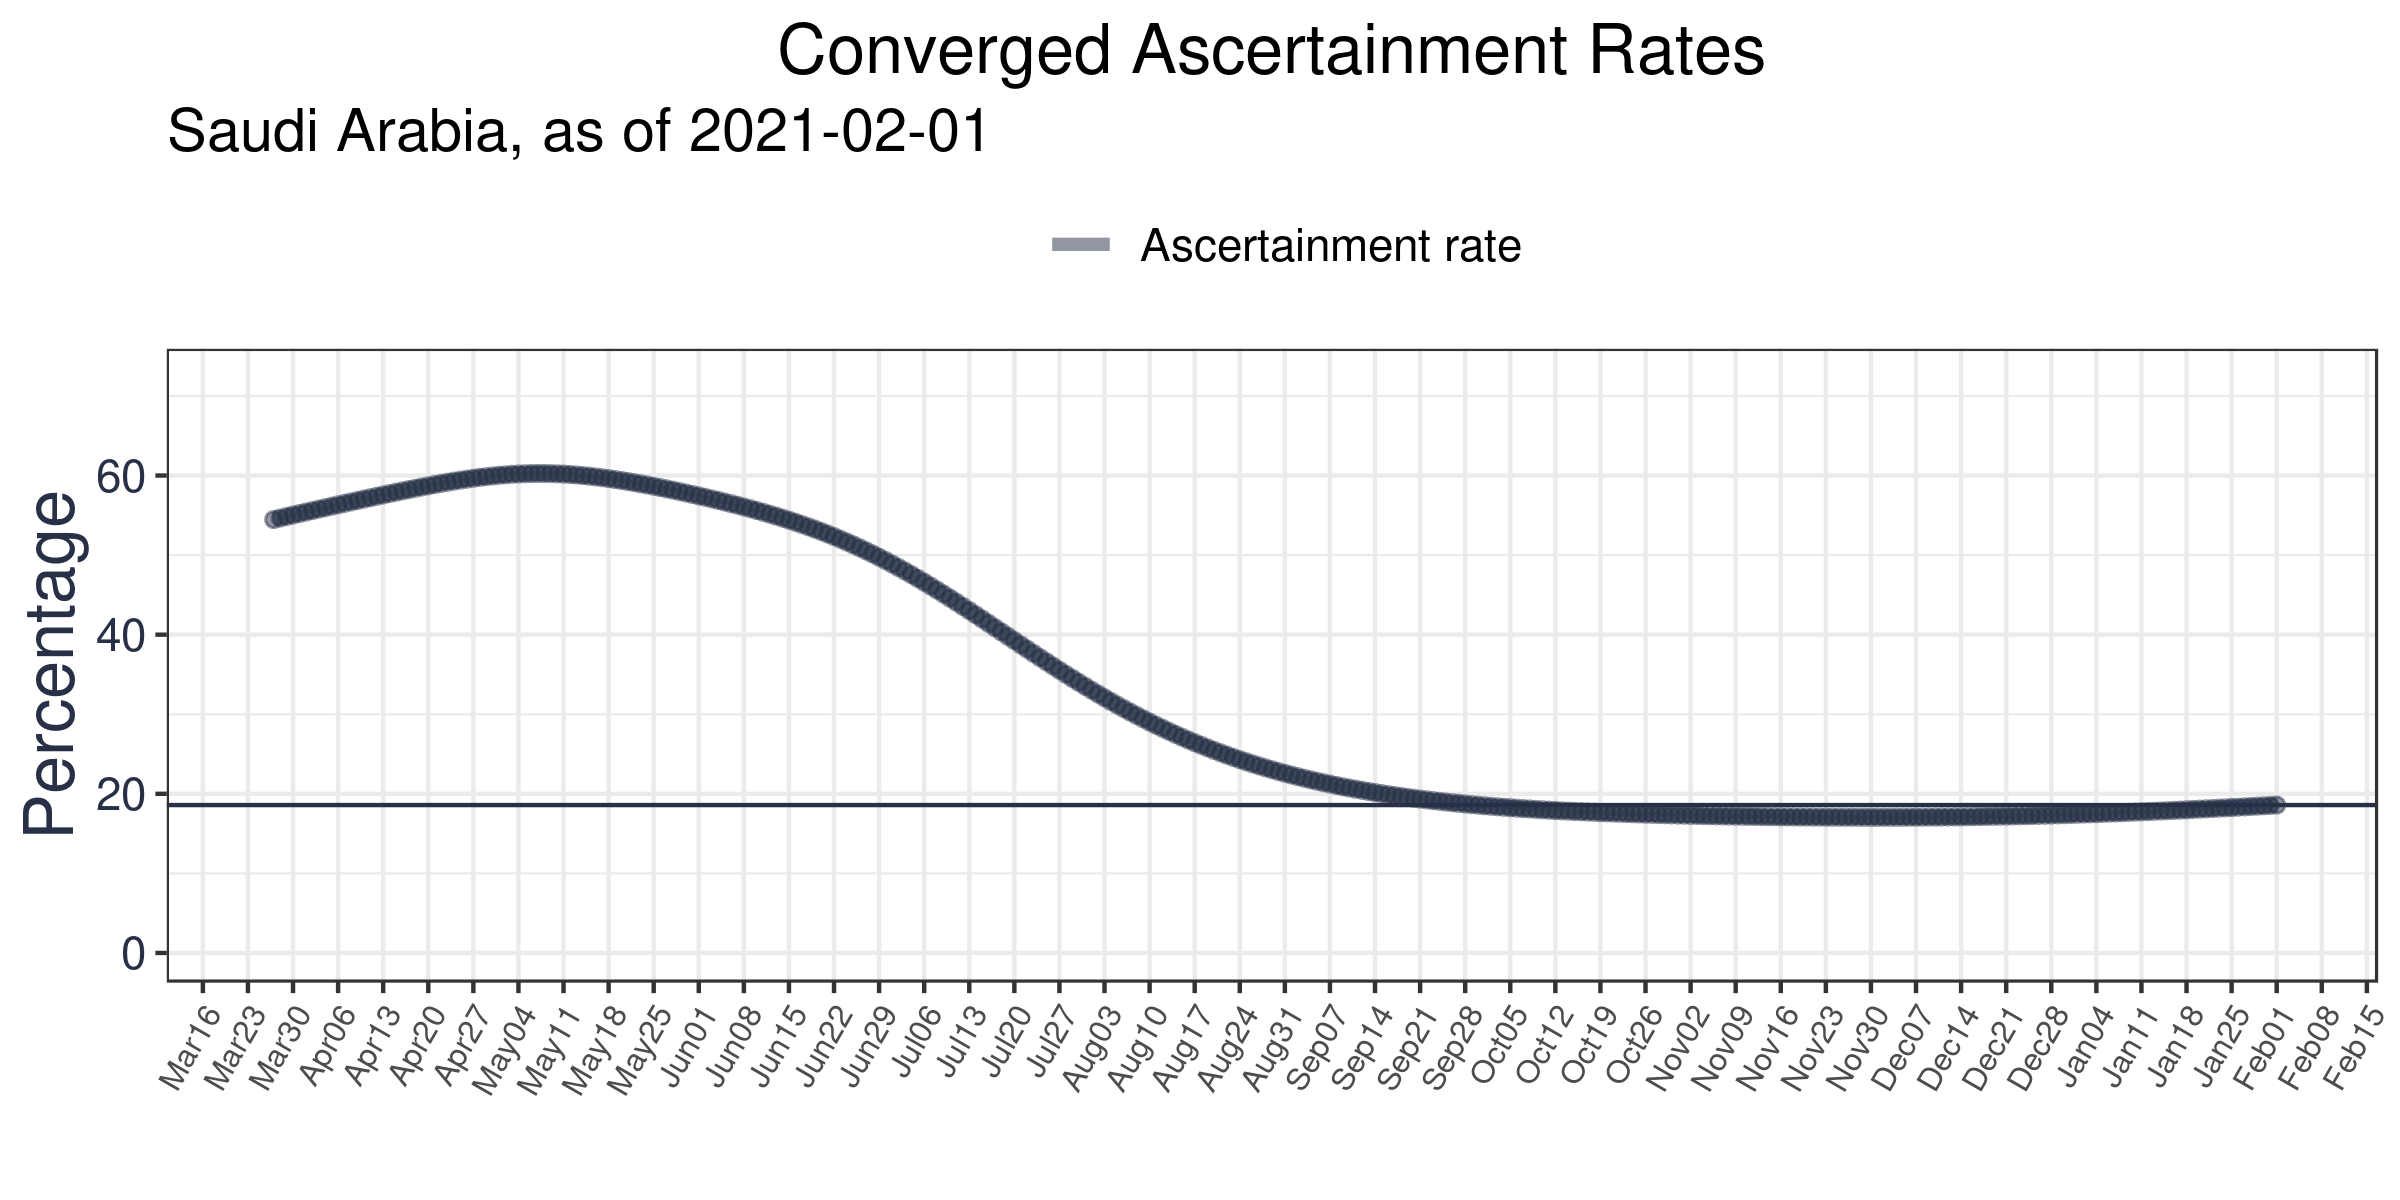 Converged Ascertainment Rates
Saudi Arabia, as of 2021-02-01
Ascertainment rate
Percentage
60
40
20
0
Mar16
Mar23
Mar30
Apr06
Apr13
Apr20
Apr27
May04
May11
May18
May25
Jun01
Jun08
Jun15
Jun22
Jun29
Jul06
Jul13
Jul20
Jul27
Aug03
Aug10
Aug17
Aug24
Aug31
Sep07
Sep14
Sep21
Sep28
Oct05
Oct12
Oct19
Oct26
Nov02
Nov09
Nov16
Nov23
Nov30
Dec07
Dec14
Dec21
Dec28
Jan04
Jan11
Jan18
Jan25
Feb01
Feb08
Feb15